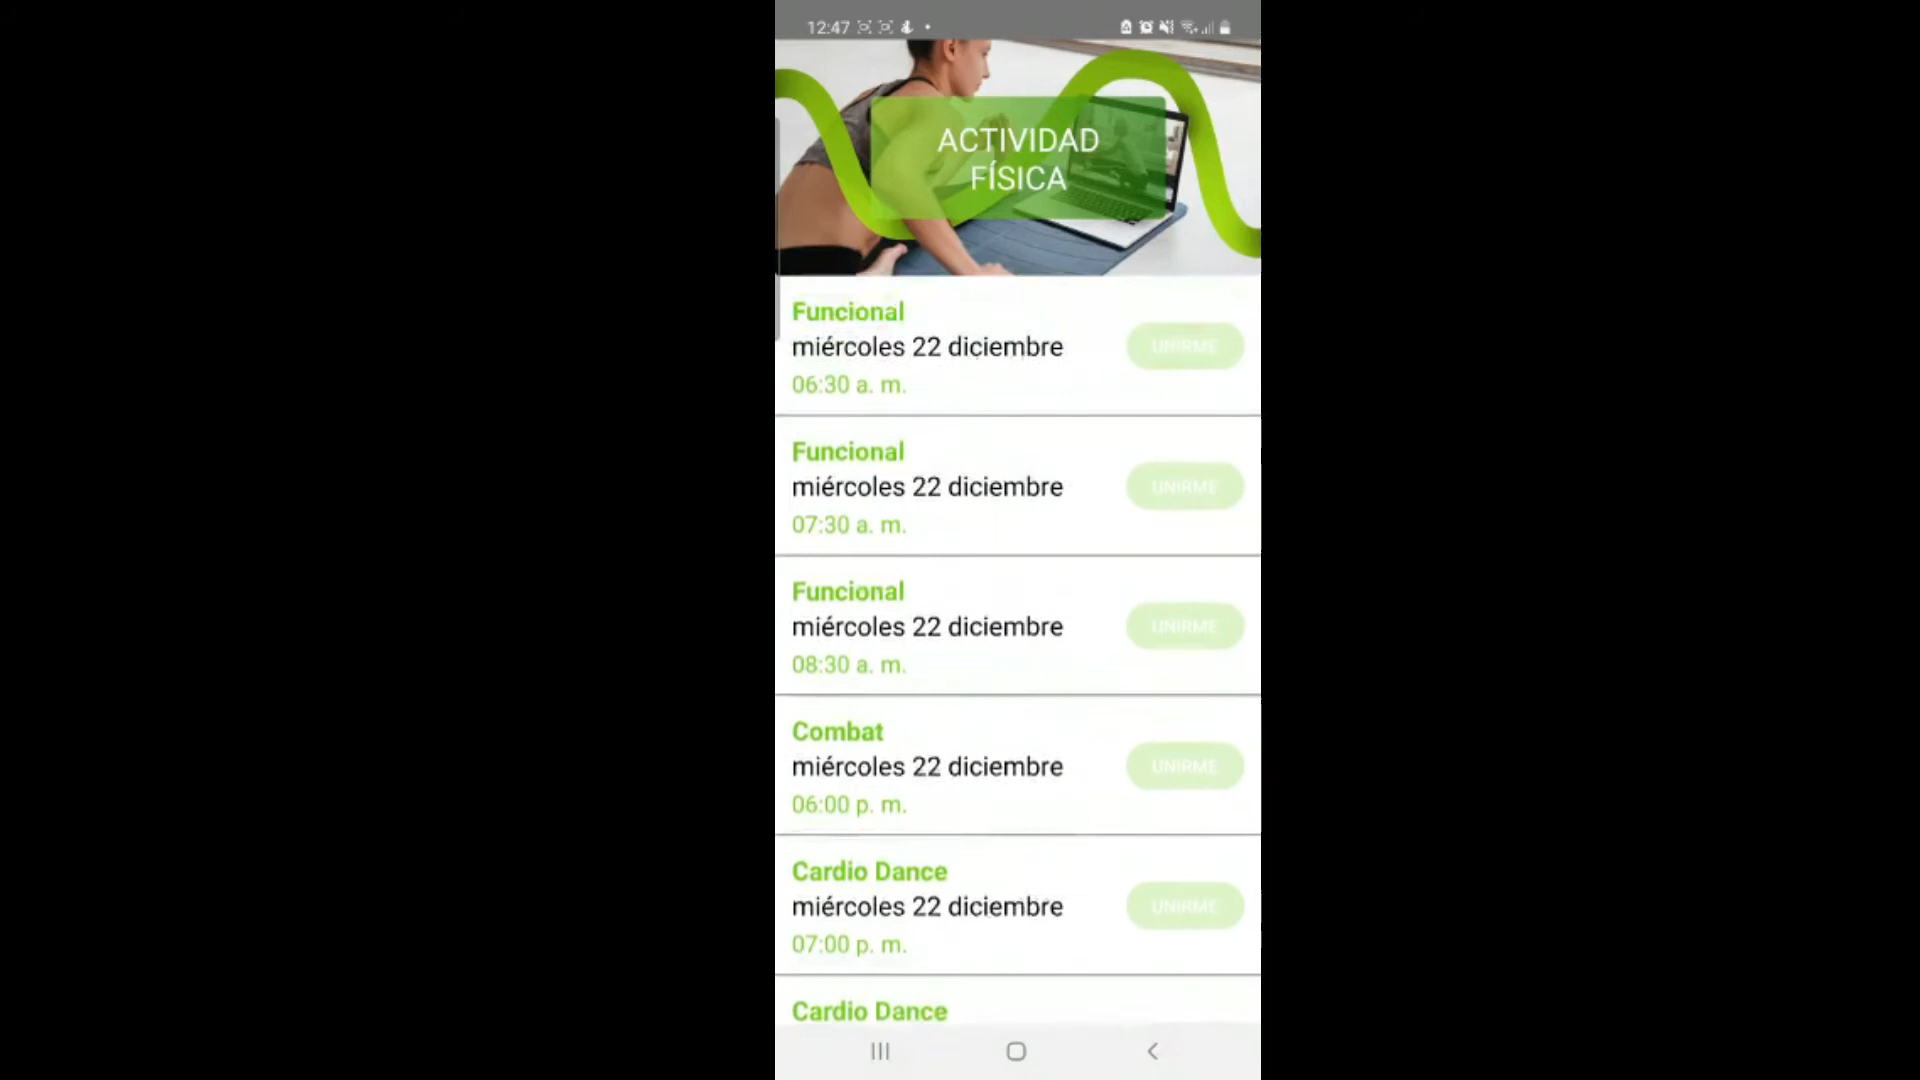 12:47
ACTIVIDAD
FÍSICA
Funcional
miércoles 22 diciembre
UNIRME
06:30 a. m.
Funcional
miércoles 22 diciembre
UNIRME
07:30 a. m.
Funcional
miércoles 22 diciembre
UNIRME
08:30 a. m.
Combat
miércoles 22 diciembre
UNIRME
06:00 p. m.
Cardio Dance
miércoles 22 diciembre
UNIRME
07:00 p. m.
Cardio Dance